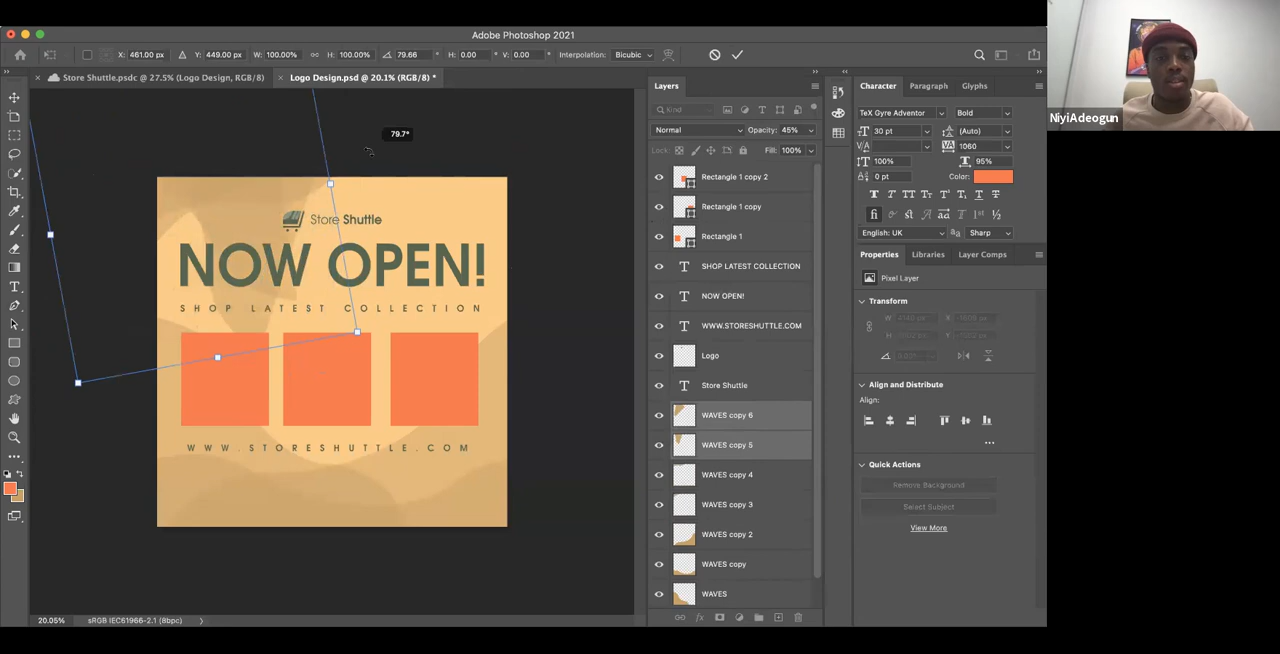 Adobe Photoshop 2021
X: 461.00 px Y: 449.00 px W: 100.00% H: 100.00% 79.66 ° H: 0.00 ° V: 0.00 ° Interpolation: Bicubic
Store Shuttle.psdc @ 27.5% (Logo Design, RGB/8) Logo Design.psd @ 20.1% (RGB/8) *
79.7°
Store Shuttle
NOW OPEN!
SHOP LATEST COLLECTION
WWW.STORESHUTTLE.COM
20.05% sRGB IEC61966-2.1 (8bpc)
Layers
Kind
Normal Opacity: 45%
Lock: Fill: 100%
Rectangle 1 copy 2
Rectangle 1 copy
Rectangle 1
SHOP LATEST COLLECTION
NOW OPEN!
WWW.STORESHUTTLE.COM
Logo
Store Shuttle
WAVES copy 6
WAVES copy 5
WAVES copy 4
WAVES copy 3
WAVES copy 2
WAVES copy
WAVES
Character Paragraph Glyphs
TeX Gyre Adventor Bold
30 pt (Auto)
1060
100% 95%
0 pt Color:
English: UK Sharp
Properties Libraries Layer Comps
Pixel Layer
Transform
Align and Distribute
Align:
Quick Actions
Remove Background
Select Subject
View More
NiyiAdeogun